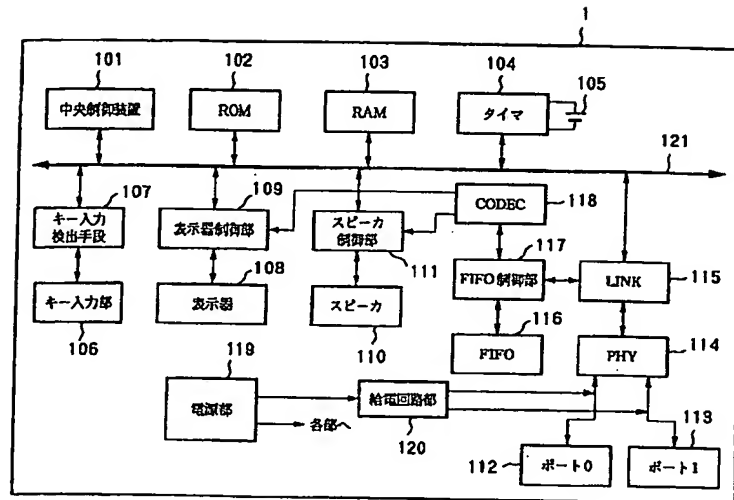 1
101
102
103
104
105
中央制御装置
ROM
RAM
タイマ
121
107
109
118
キー入力
検出手段
表示器制御部
スピーカ
制御部
CODEC
111
117
108
FIFO 制御部
LINK
115
キー入力部
表示器
スピーカ
116
106
110
FIFO
PHY
114
119
電源部
給電回路部
各部へ
120
113
112
ポート0
ポート1